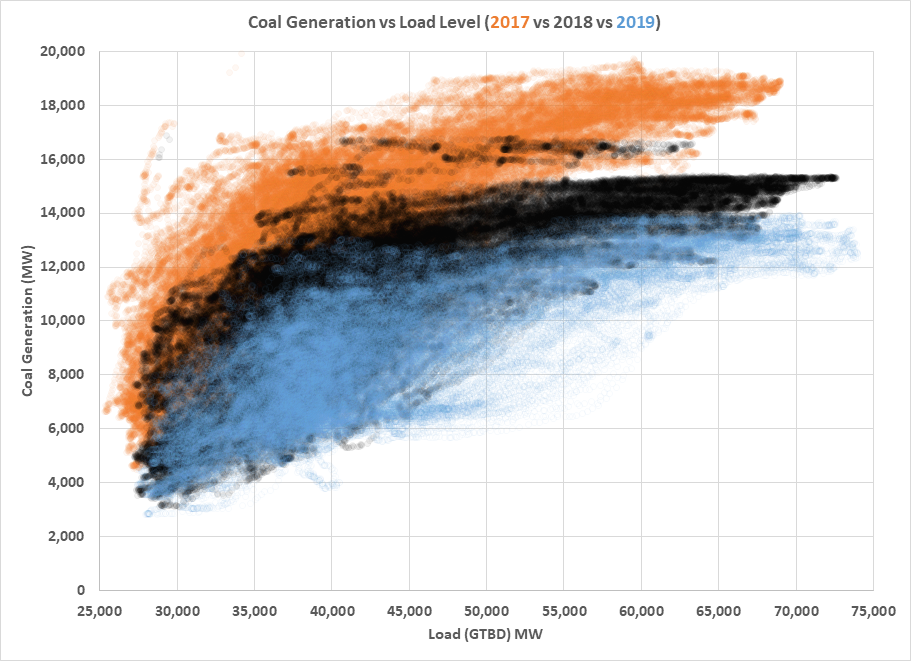 Coal Generation vs Load Level (2017 vs 2018 vs 2019)
20,000
18,000
16,000
14,000
12,000
10,000
8,000
6,000
4,000
2,000
0
Coal Generation (MW)
25,000 30,000 35,000 40,000 45,000 50,000 55,000 60,000 65,000 70,000 75,000
Load (GTBD) MW